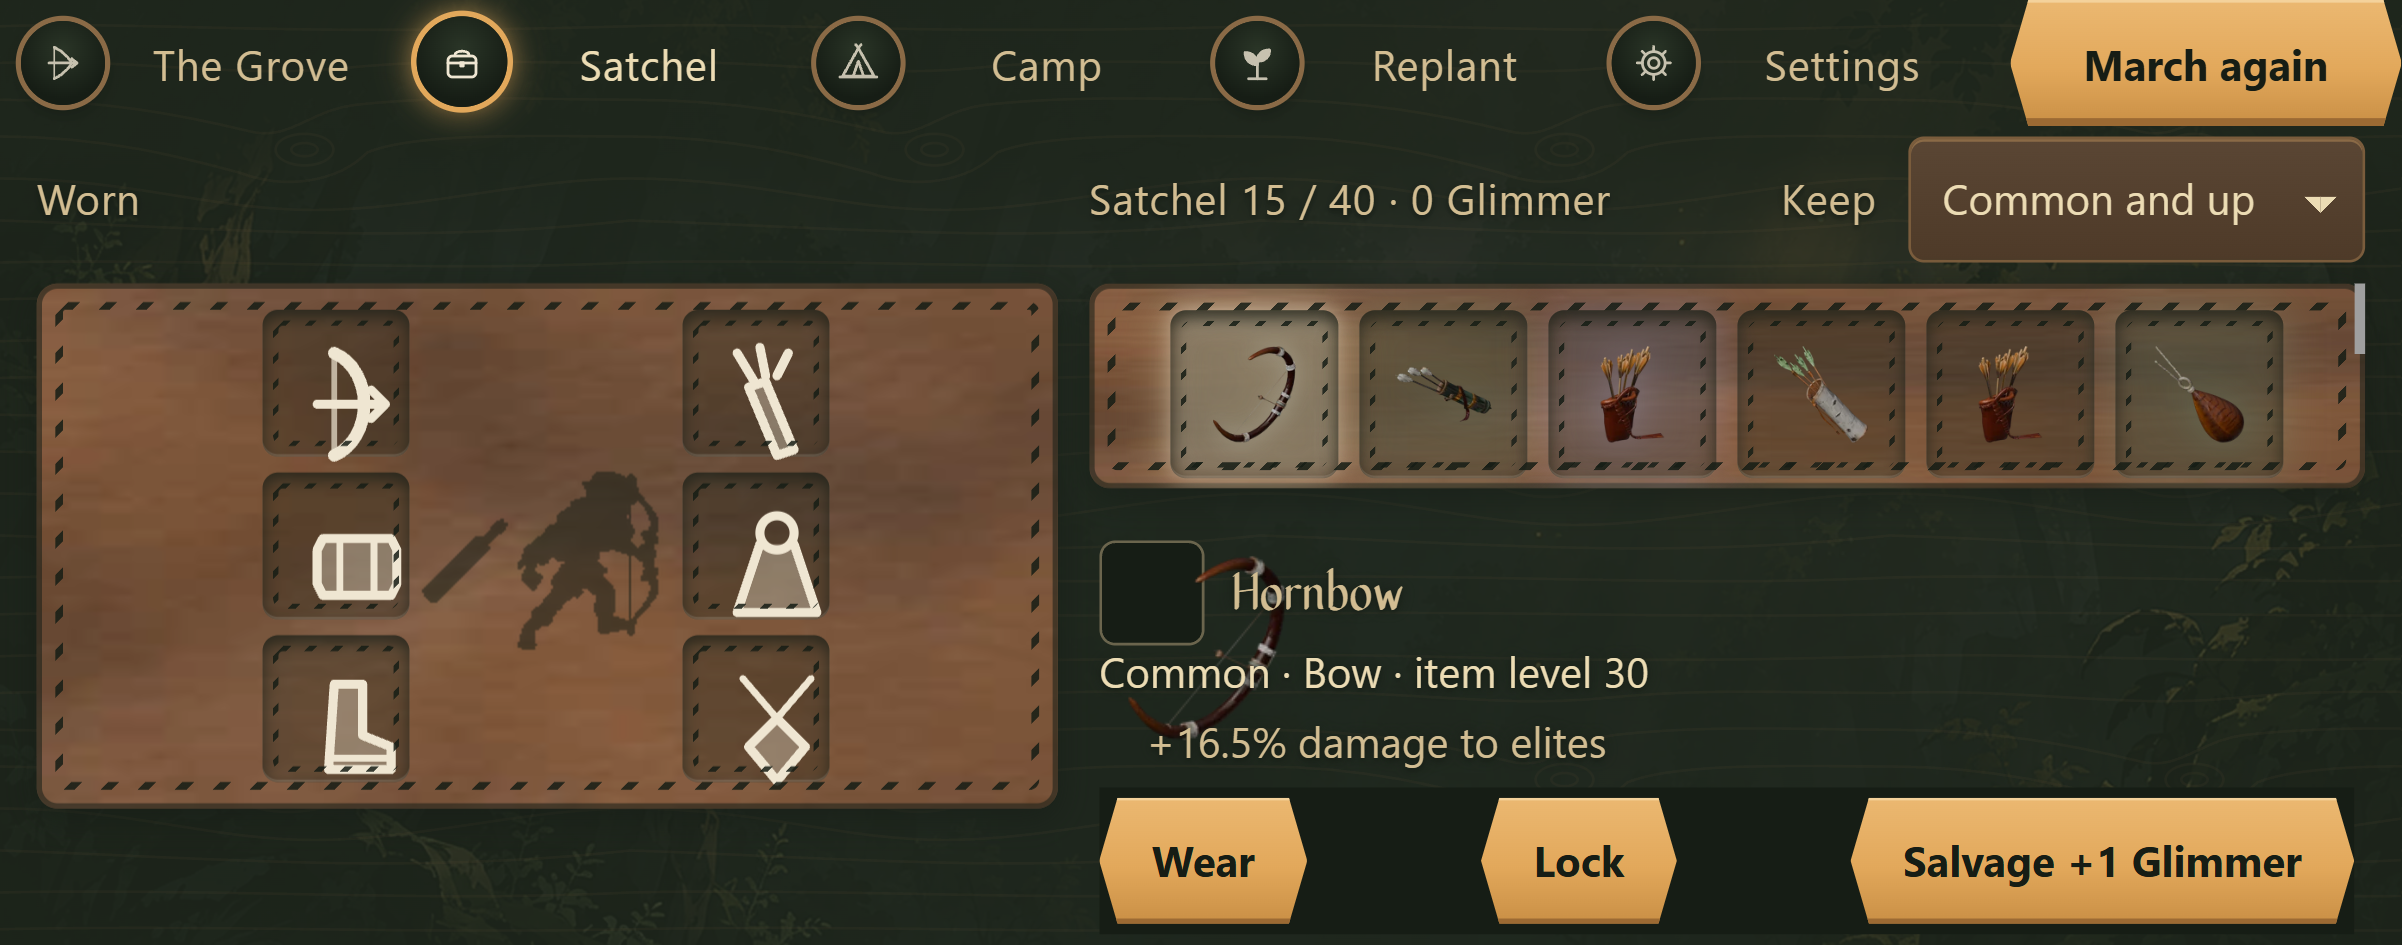 The Grove
Satchel
Camp
Replant
Settings
March again
Worn
Satchel 15 / 40 · 0 Glimmer
Keep
Common and up
Hornbow
Common · Bow · item level 30
+16.5% damage to elites
Wear
Lock
Salvage +1 Glimmer